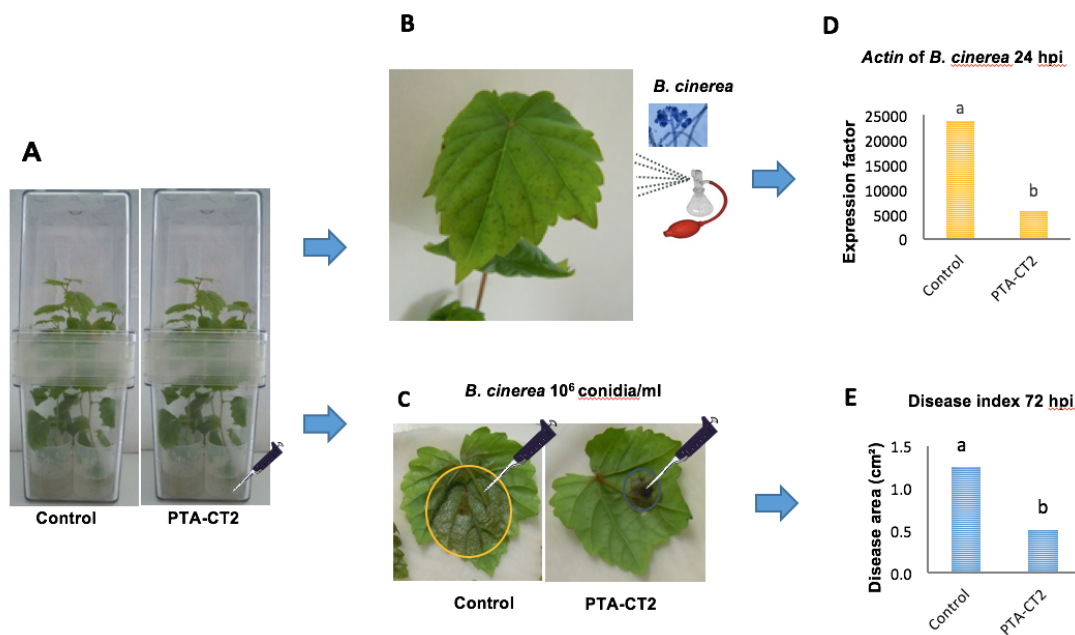 A
Control
PTA-CT2
B
B. cinerea
C
B. cinerea 10⁶ conidia/ml
Control
PTA-CT2
D
Actin of B. cinerea 24 hpi
Expression factor
25000
20000
15000
10000
5000
0
a
b
Control
PTA-CT2
E
Disease index 72 hpi
Disease area (cm²)
1.5
1.0
0.5
0.0
a
b
Control
PTA-CT2